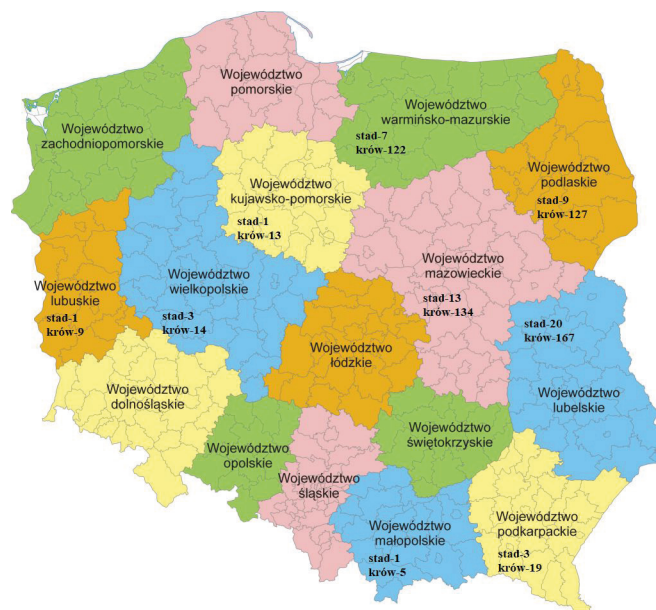 Województwo
pomorskie
Województwo
warmińsko-mazurskie
stad-7
krów-122
Województwo
zachodniopomorskie
Województwo
podlaskie
stad-9
krów-127
Województwo
kujawsko-pomorskie
stad-1
krów-13
Województwo
mazowieckie
stad-13
krów-134
Województwo
lubuskie
stad-1
krów-9
Województwo
wielkopolskie
stad-3
krów-14
stad-20
krów-167
Województwo
lubelskie
Województwo
łódzkie
Województwo
dolnośląskie
Województwo
świętokrzyskie
Województwo
opolskie
Województwo
śląskie
Województwo
małopolskie
stad-1
krów-5
Województwo
podkarpackie
stad-3
krów-19